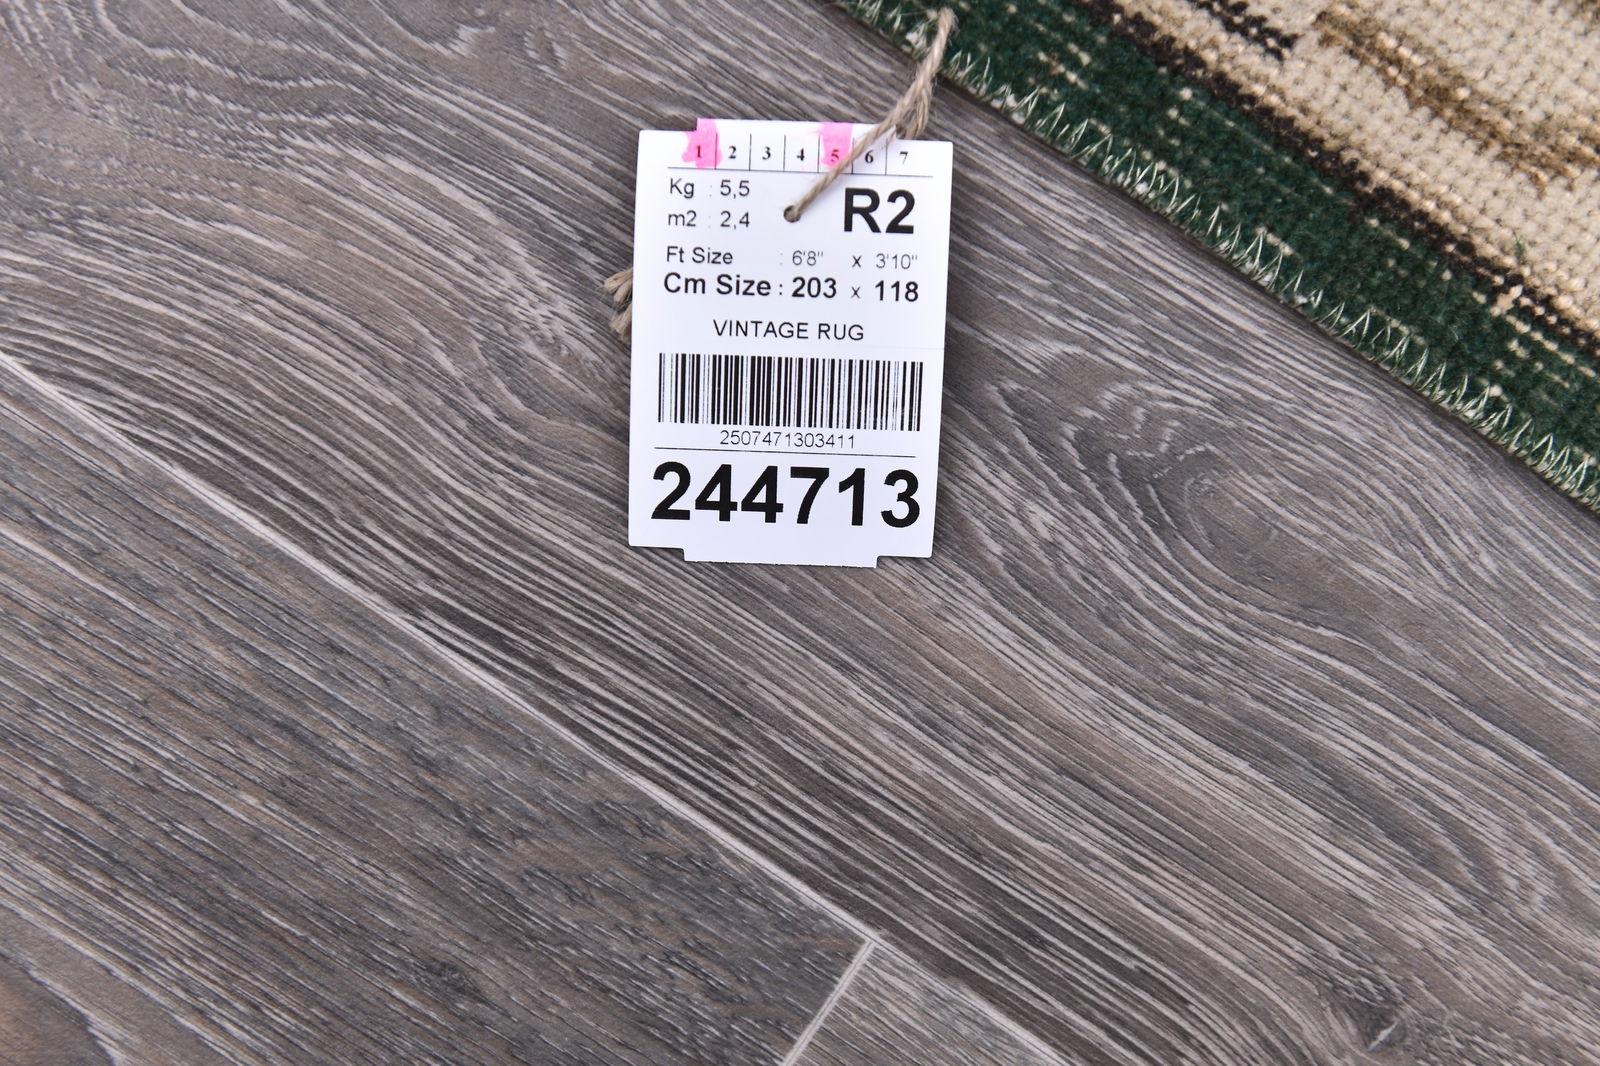 1 2 3 4 5 6 7
Kg : 5,5
m2 : 2,4
R2
Ft Size : 6'8" x 3'10"
Cm Size : 203 x 118
VINTAGE RUG
2507471303411
244713